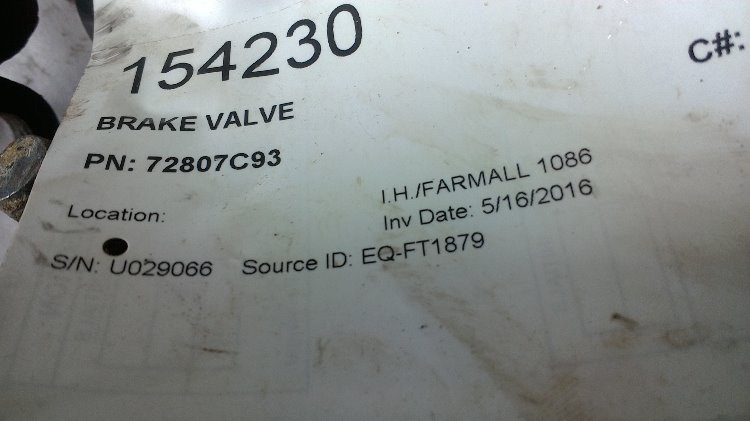 154230
C#:
BRAKE VALVE
PN: 72807C93
I.H./FARMALL 1086
Location:
Inv Date: 5/16/2016
S/N: U029066 Source ID: EQ-FT1879